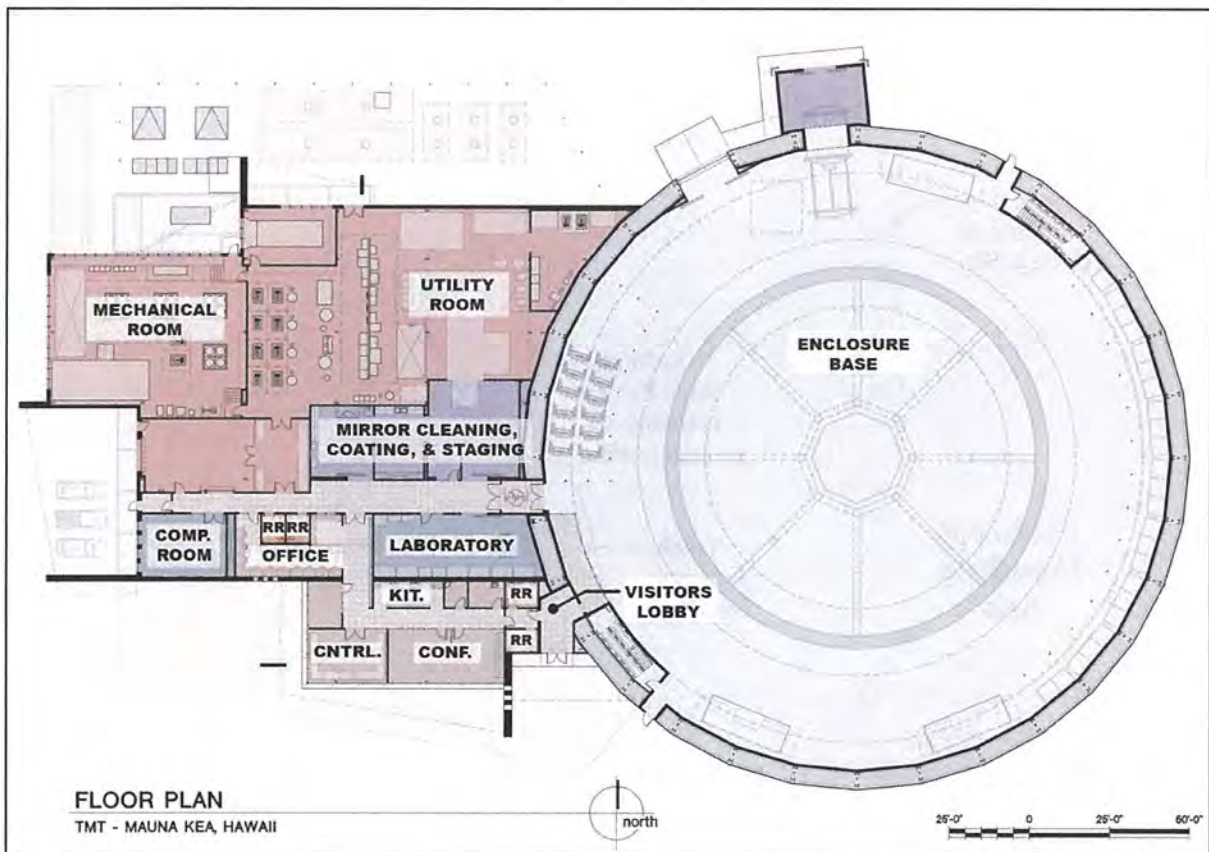 UTILITY
ROOM
MECHANICAL
ROOM
ENCLOSURE
BASE
MIRROR CLEANING,
COATING, & STAGING
COMP.
ROOM
RR RR
OFFICE
LABORATORY
KIT.
RR
VISITORS
LOBBY
CNTRL.
CONF.
RR
FLOOR PLAN
TMT - MAUNA KEA, HAWAII
north
25'-0" 0 25'-0" 50'-0"